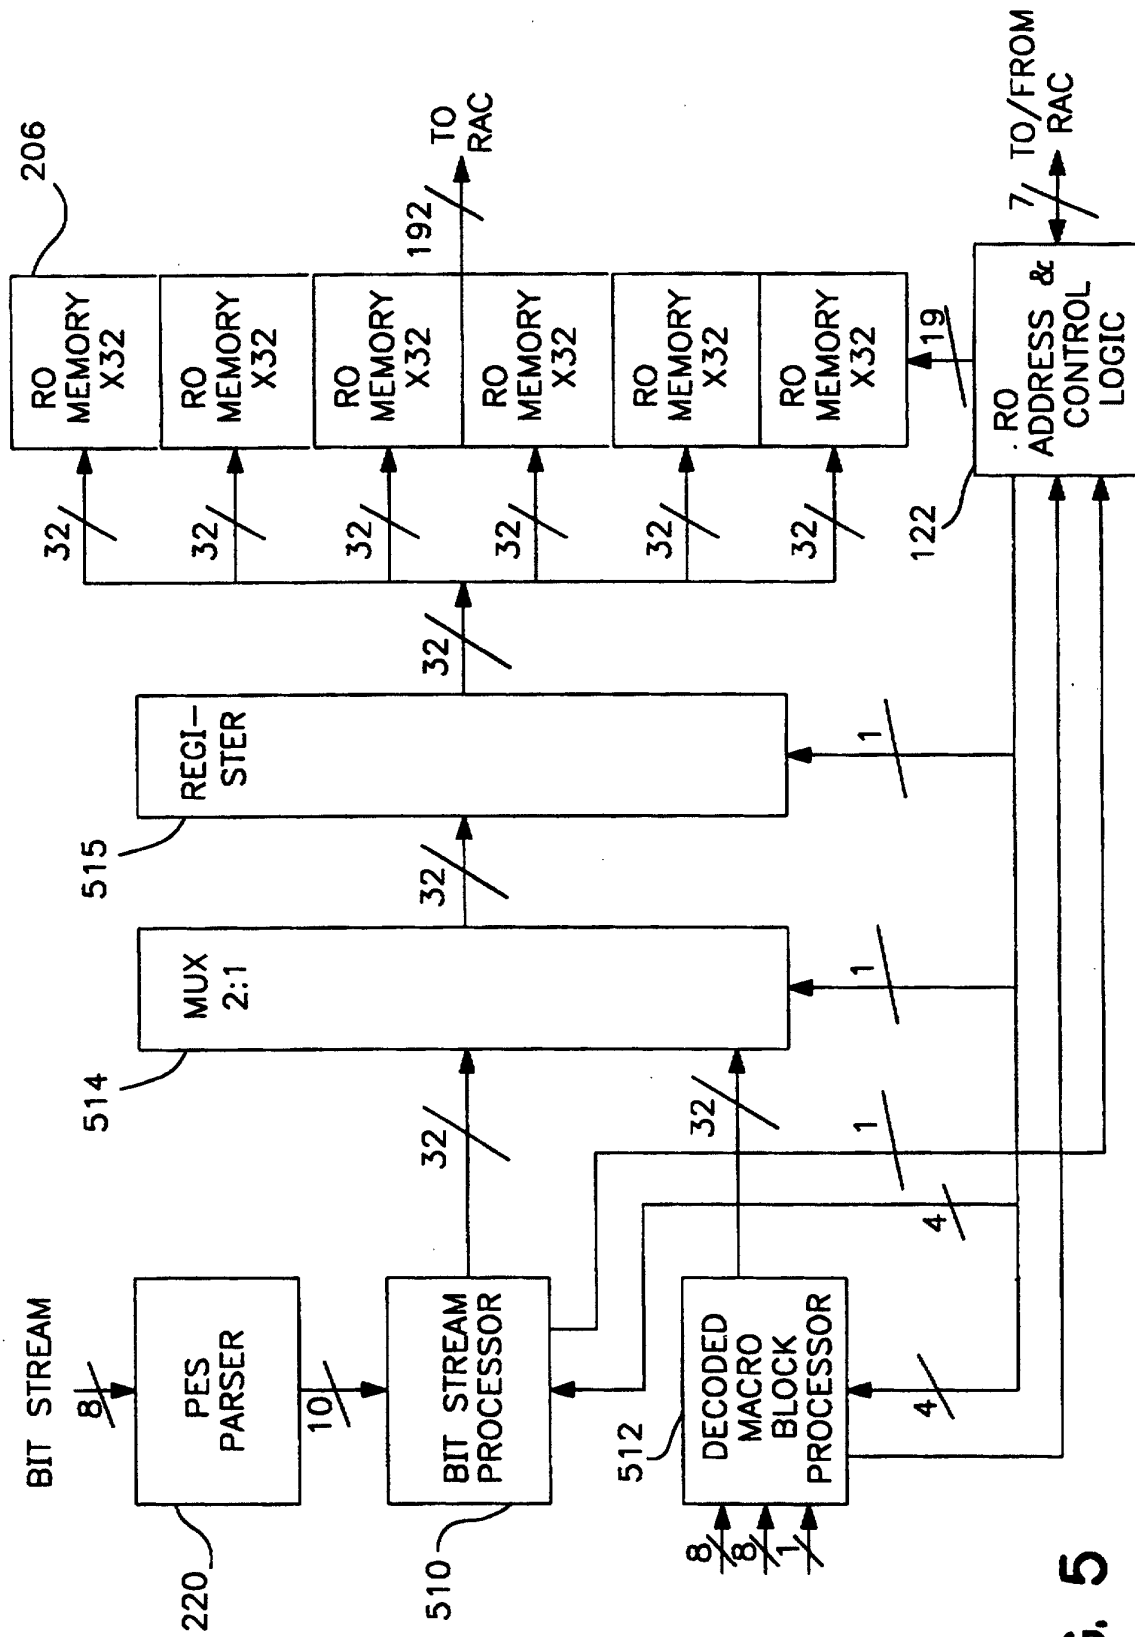 BIT STREAM
8
PES
PARSER
220
10
BIT STREAM
PROCESSOR
510
DECODED
MACRO
BLOCK
PROCESSOR
512
8
8
1
32
32
1
4
4
MUX
2:1
514
1
32
REGI-
STER
515
1
32
32
32
32
32
32
32
RO
MEMORY
X32
RO
MEMORY
X32
RO
MEMORY
X32
RO
MEMORY
X32
RO
MEMORY
X32
RO
MEMORY
X32
206
192
TO
RAC
19
RO
ADDRESS &
CONTROL
LOGIC
122
7
TO/FROM
RAC
5